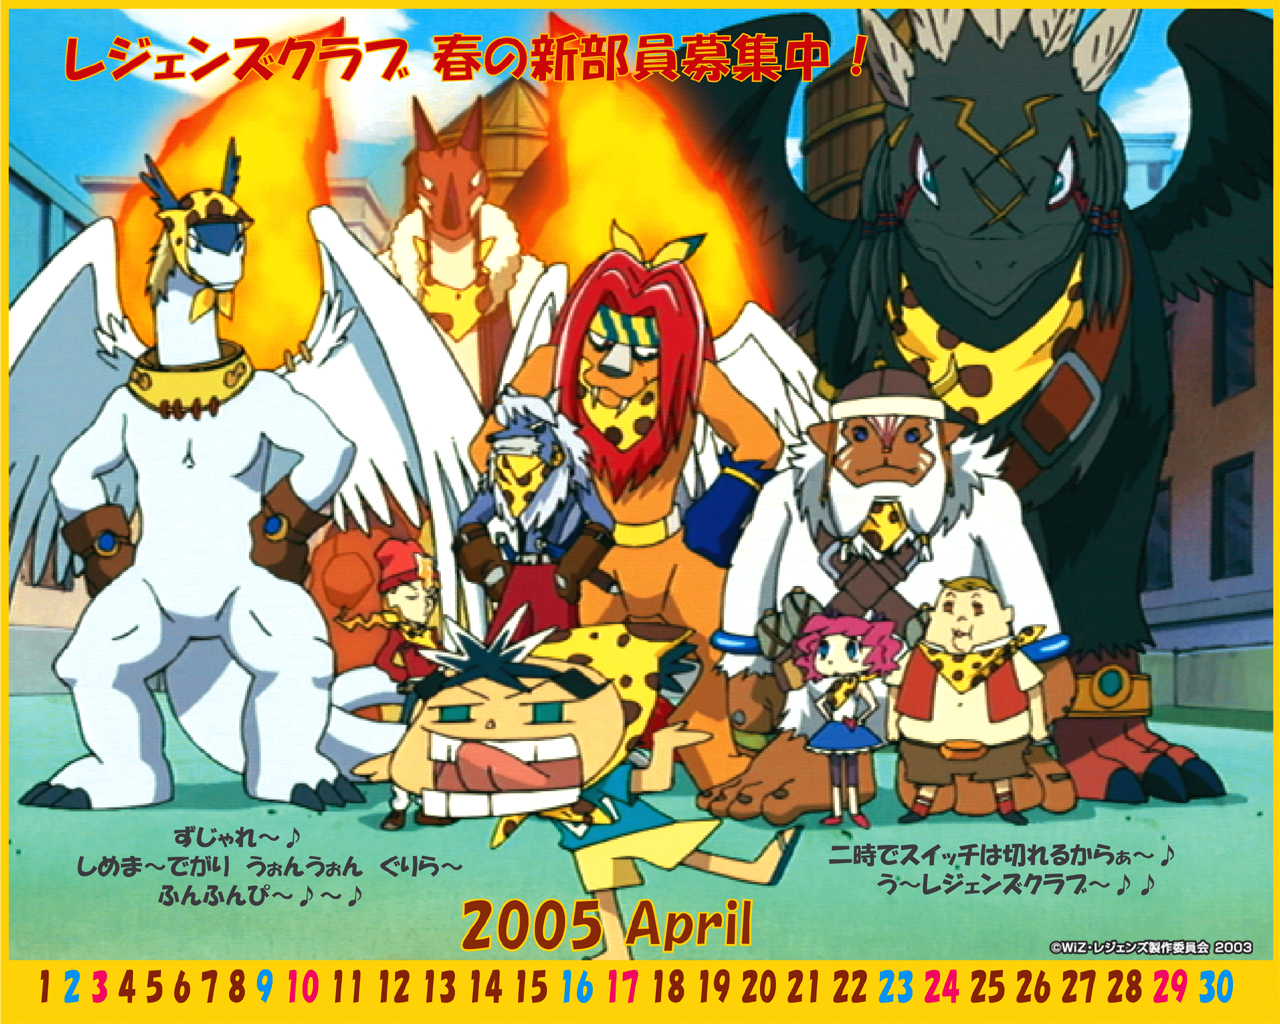 レジェンズクラブ 春の新部員募集中！
ずじゃれ～♪
しめま～でがり うぉんうぉん ぐりら～
ふんふんぴ～♪～♪
二時でスイッチは切れるからぁ～♪
う～レジェンズクラブ～♪♪
2005 April
©WiZ・レジェンズ製作委員会 2003
1 2 3 4 5 6 7 8 9 10 11 12 13 14 15 16 17 18 19 20 21 22 23 24 25 26 27 28 29 30